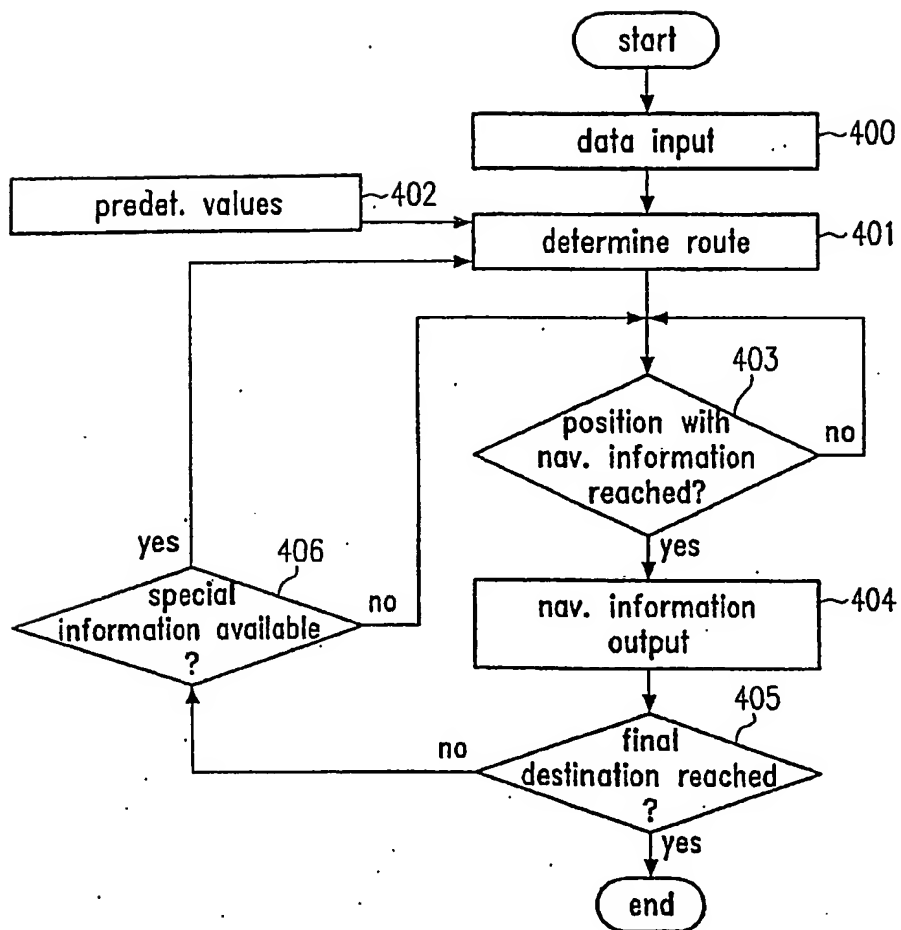 start
data input
400
predet. values
402
determine route
401
403
position with
nav. information
reached?
no
yes
yes
406
special
information available
?
no
nav. information
output
404
405
no
final
destination reached
?
yes
end